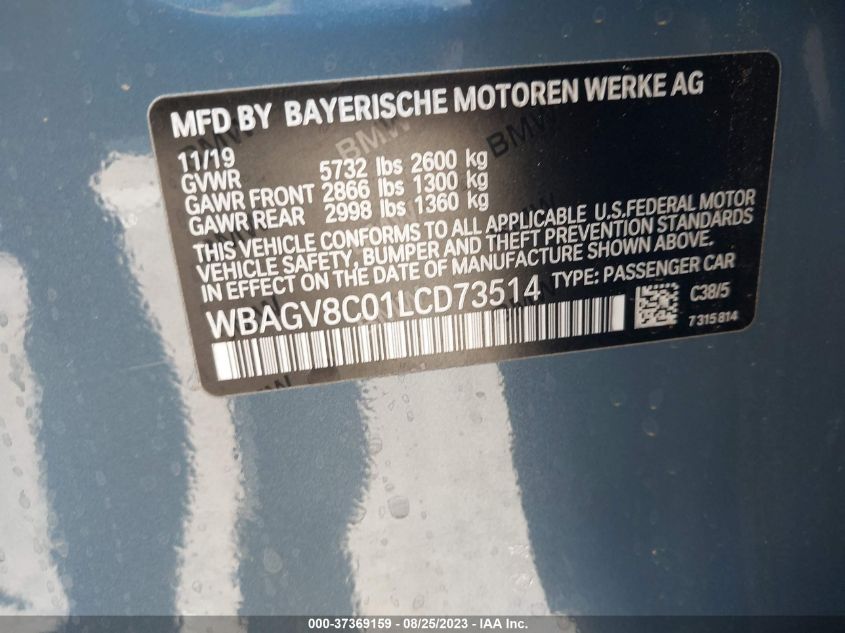 MFD BY BAYERISCHE MOTOREN WERKE AG
11/19
GVWR 5732 lbs 2600 kg
GAWR FRONT 2866 lbs 1300 kg
GAWR REAR 2998 lbs 1360 kg
THIS VEHICLE CONFORMS TO ALL APPLICABLE U.S.FEDERAL MOTOR
VEHICLE SAFETY, BUMPER AND THEFT PREVENTION STANDARDS
IN EFFECT ON THE DATE OF MANUFACTURE SHOWN ABOVE.
WBAGV8C01LCD73514 TYPE: PASSENGER CAR
C38/5
7315814
BMW
BMW
BMW
000-37369159 - 08/25/2023 - IAA Inc.